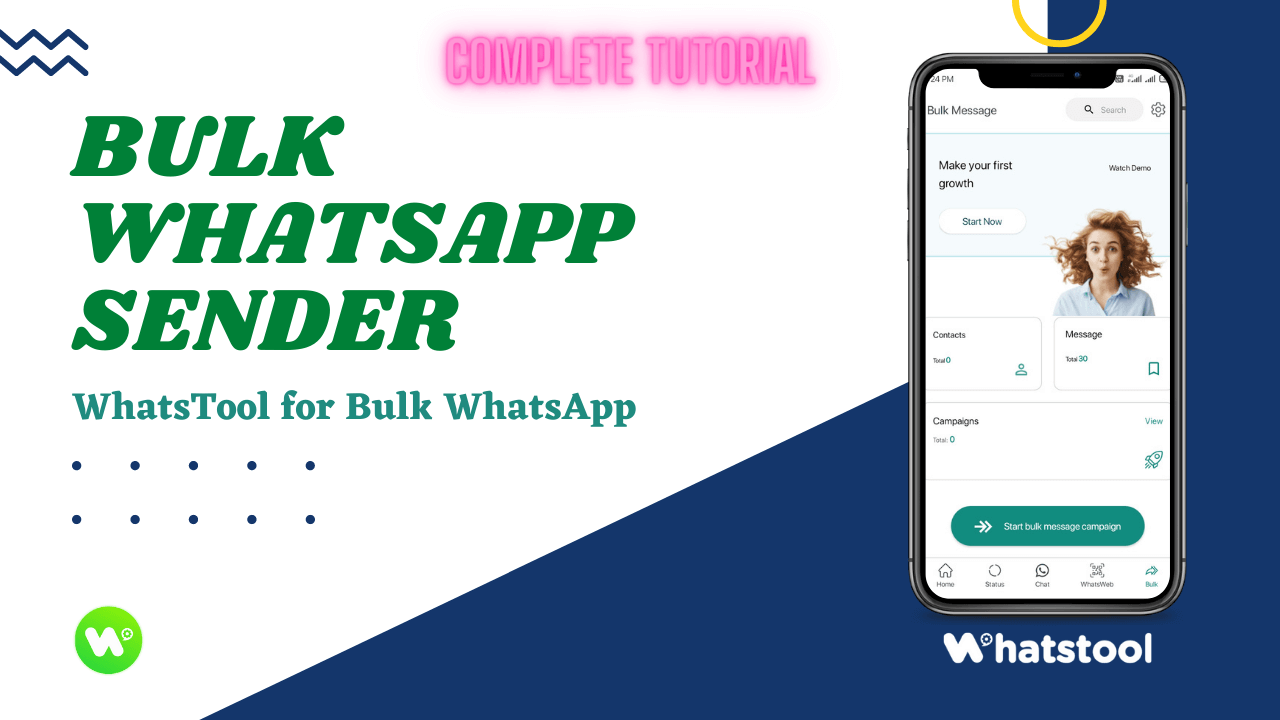 COMPLETE TUTORIAL
BULK
WHATSAPP
SENDER
WhatsTool for Bulk WhatsApp
24 PM
Bulk Message
Search
Make your first
growth
Watch Demo
Start Now
Contacts
Total 0
Message
Total 30
Campaigns
View
Total: 0
Start bulk message campaign
Home
Status
Chat
WhatsWeb
Bulk
Whatstool